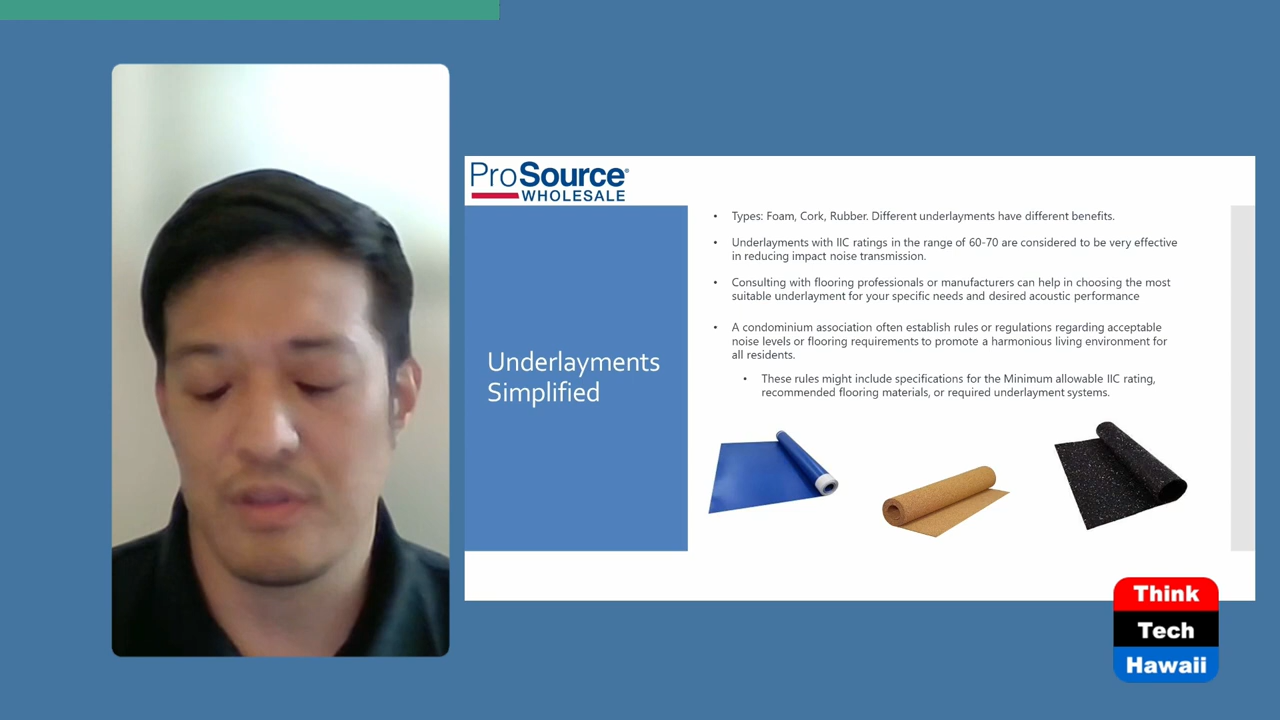 ProSource®
WHOLESALE
Underlayments
Simplified
• Types: Foam, Cork, Rubber. Different underlayments have different benefits.
• Underlayments with IIC ratings in the range of 60-70 are considered to be very effective
in reducing impact noise transmission.
• Consulting with flooring professionals or manufacturers can help in choosing the most
suitable underlayment for your specific needs and desired acoustic performance
• A condominium association often establish rules or regulations regarding acceptable
noise levels or flooring requirements to promote a harmonious living environment for
all residents.
• These rules might include specifications for the Minimum allowable IIC rating,
recommended flooring materials, or required underlayment systems.
Think
Tech
Hawaii